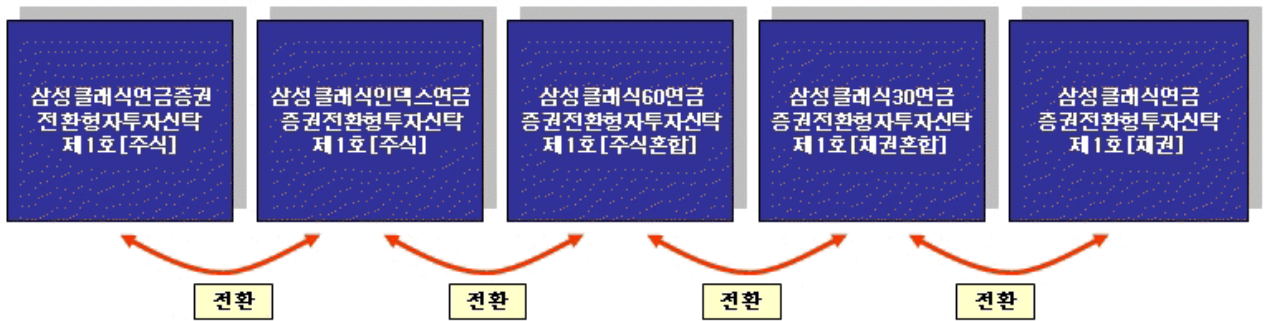 삼성클래식연금증권
전환형자투자신탁
제1호[주식]
삼성클래식인덱스연금
증권전환형자투자신탁
제1호[주식]
삼성클래식60연금
증권전환형자투자신탁
제1호[주식혼합]
삼성클래식30연금
증권전환형자투자신탁
제1호[채권혼합]
삼성클래식연금
증권전환형투자신탁
제1호[채권]
전환
전환
전환
전환